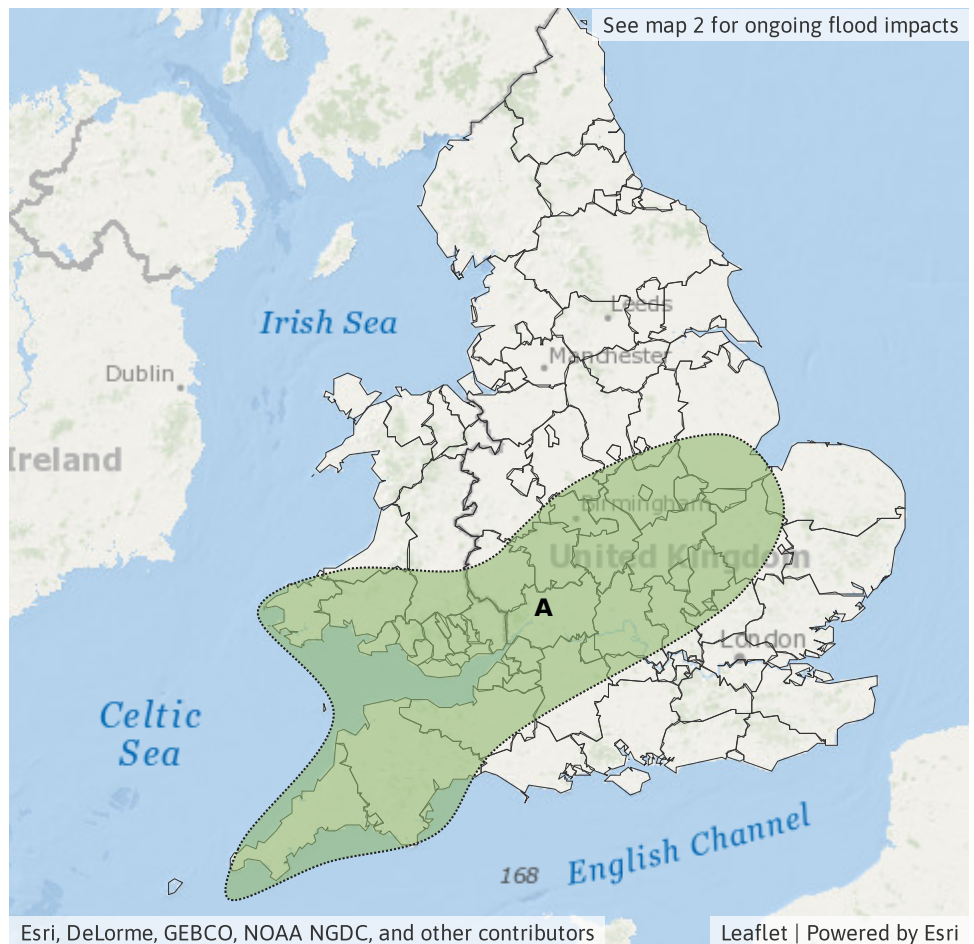 See map 2 for ongoing flood impacts
Leeds
Irish Sea
Manchester
Dublin
Ireland
Birmingham
United Kingdom
A
London
Celtic
Sea
English Channel
168
Esri, DeLorme, GEBCO, NOAA NGDC, and other contributors
Leaflet | Powered by Esri